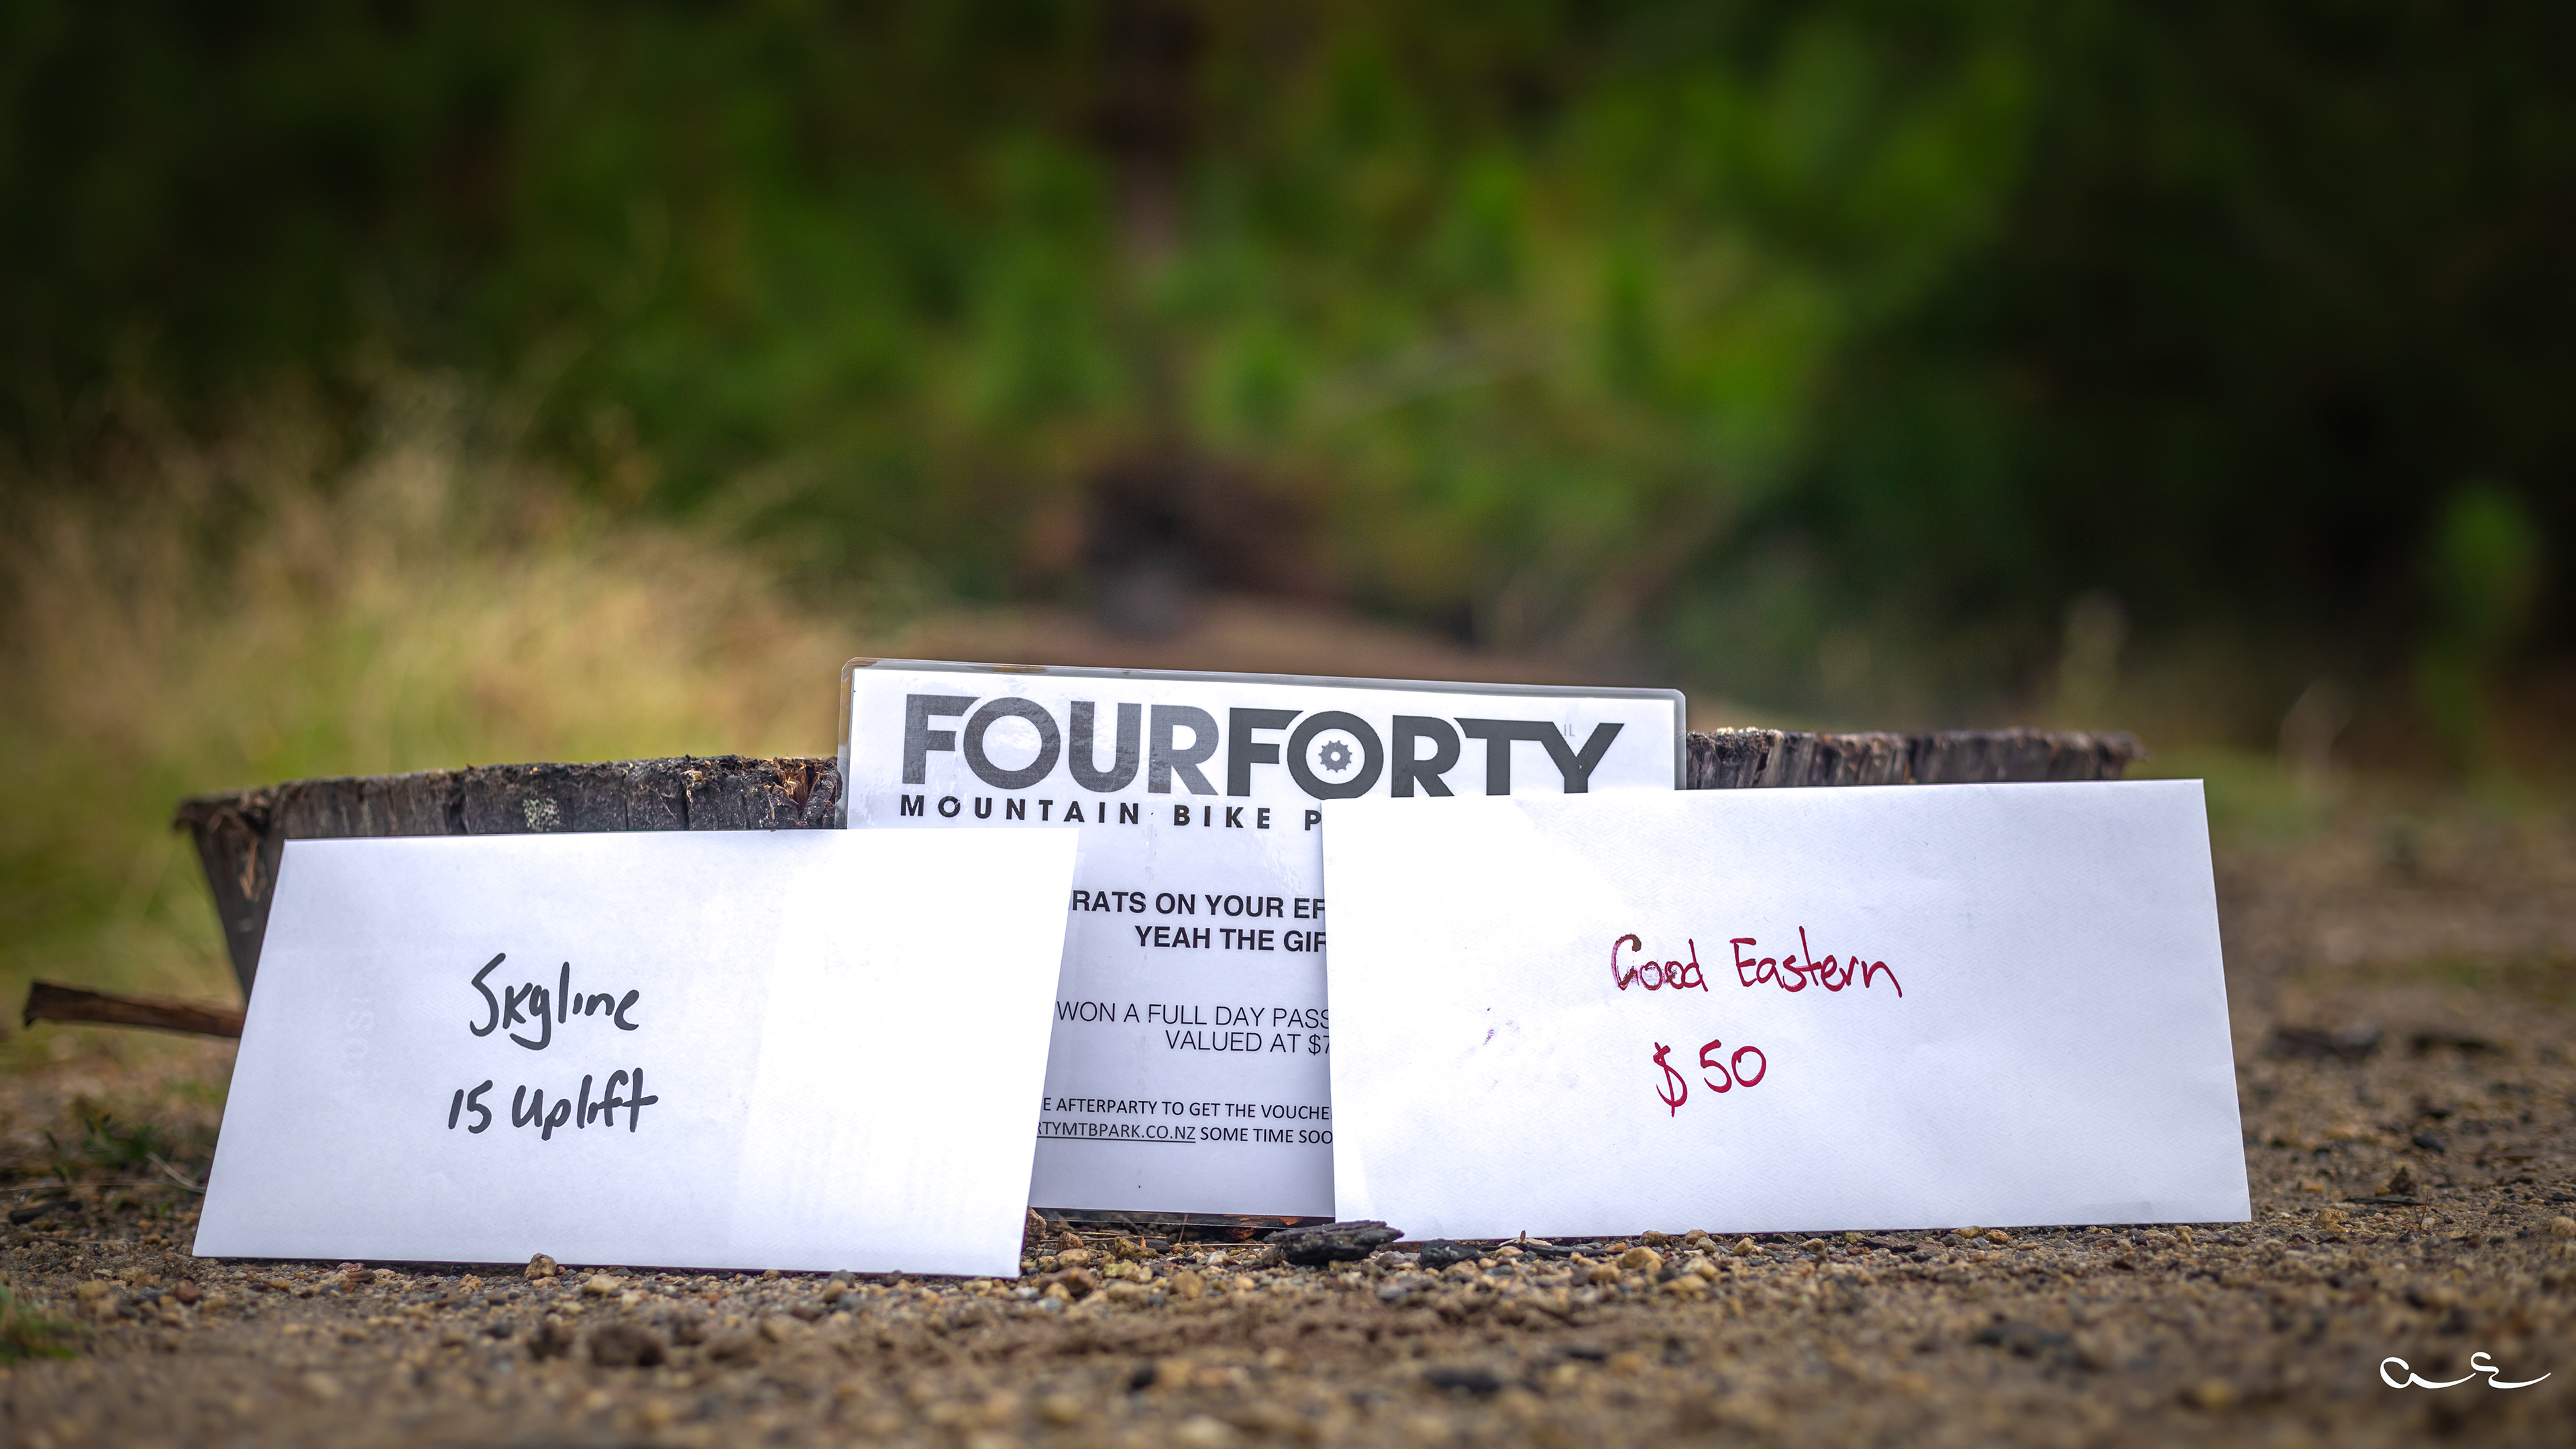 FOURFORTY
MOUNTAIN BIKE P
RATS ON YOUR EF
YEAH THE GIR
WON A FULL DAY PASS
VALUED AT $7
E AFTERPARTY TO GET THE VOUCHE
RTYMTBPARK.CO.NZ SOME TIME SOO
Skyline
15 Uplift
Good Eastern
$50